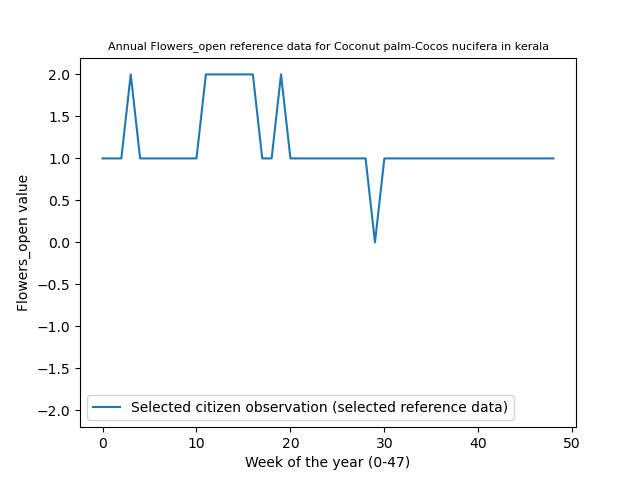 Annual Flowers_open reference data for Coconut palm-Cocos nucifera in kerala
2.0
1.5
1.0
0.5
0.0
−0.5
−1.0
−1.5
−2.0
Flowers_open value
Selected citizen observation (selected reference data)
0 10 20 30 40 50
Week of the year (0-47)